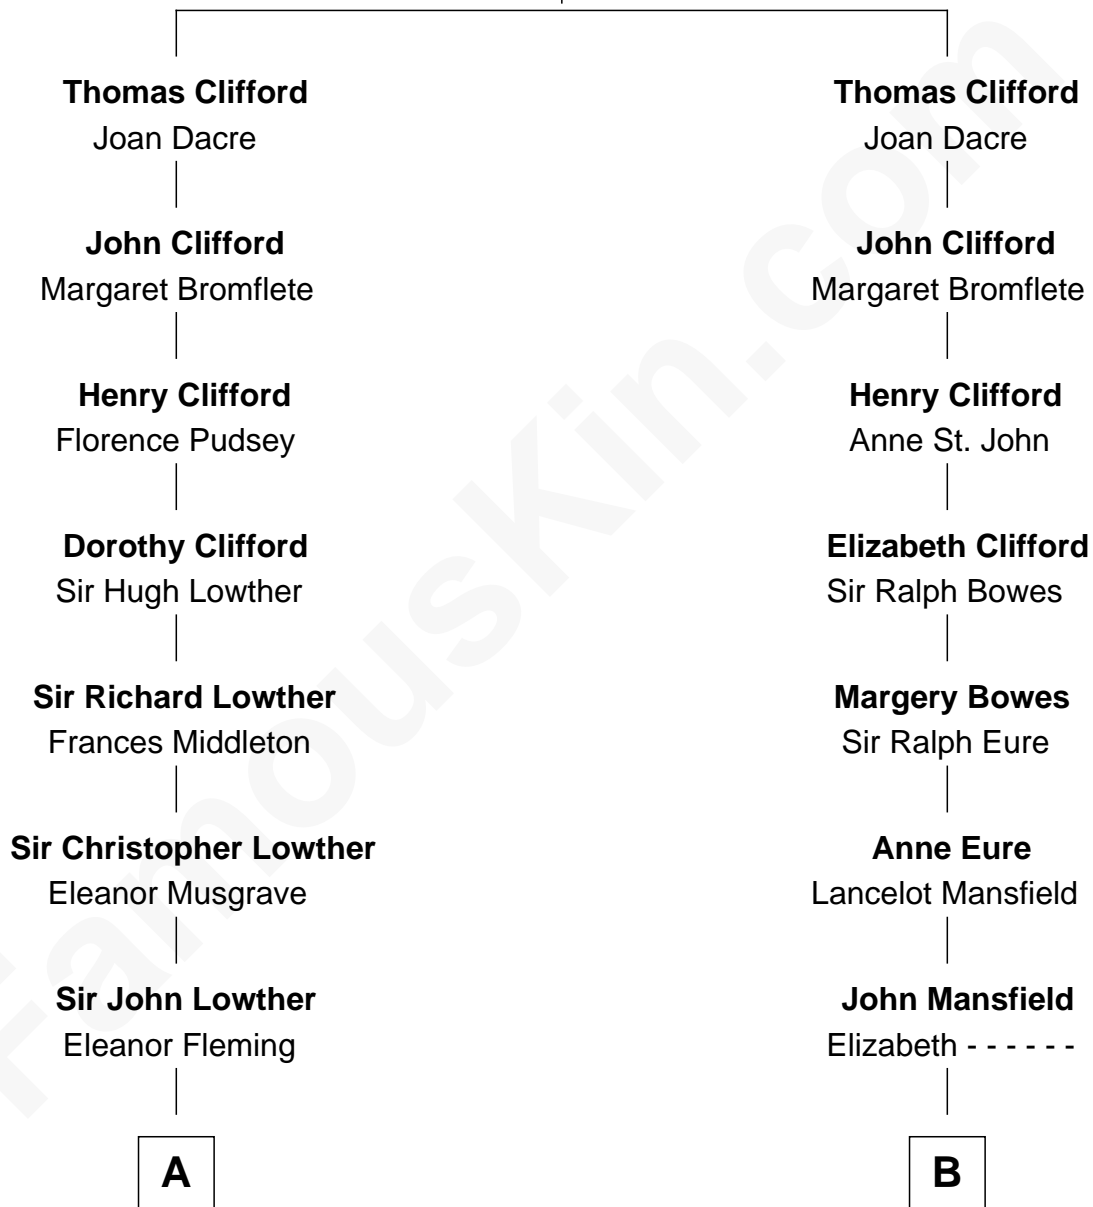 Thomas Clifford
Joan Dacre
John Clifford
Margaret Bromflete
Henry Clifford
Florence Pudsey
Dorothy Clifford
Sir Hugh Lowther
Sir Richard Lowther
Frances Middleton
Sir Christopher Lowther
Eleanor Musgrave
Sir John Lowther
Eleanor Fleming
A
Thomas Clifford
Joan Dacre
John Clifford
Margaret Bromflete
Henry Clifford
Anne St. John
Elizabeth Clifford
Sir Ralph Bowes
Margery Bowes
Sir Ralph Eure
Anne Eure
Lancelot Mansfield
John Mansfield
Elizabeth - - - - - -
B
FamousKin.com